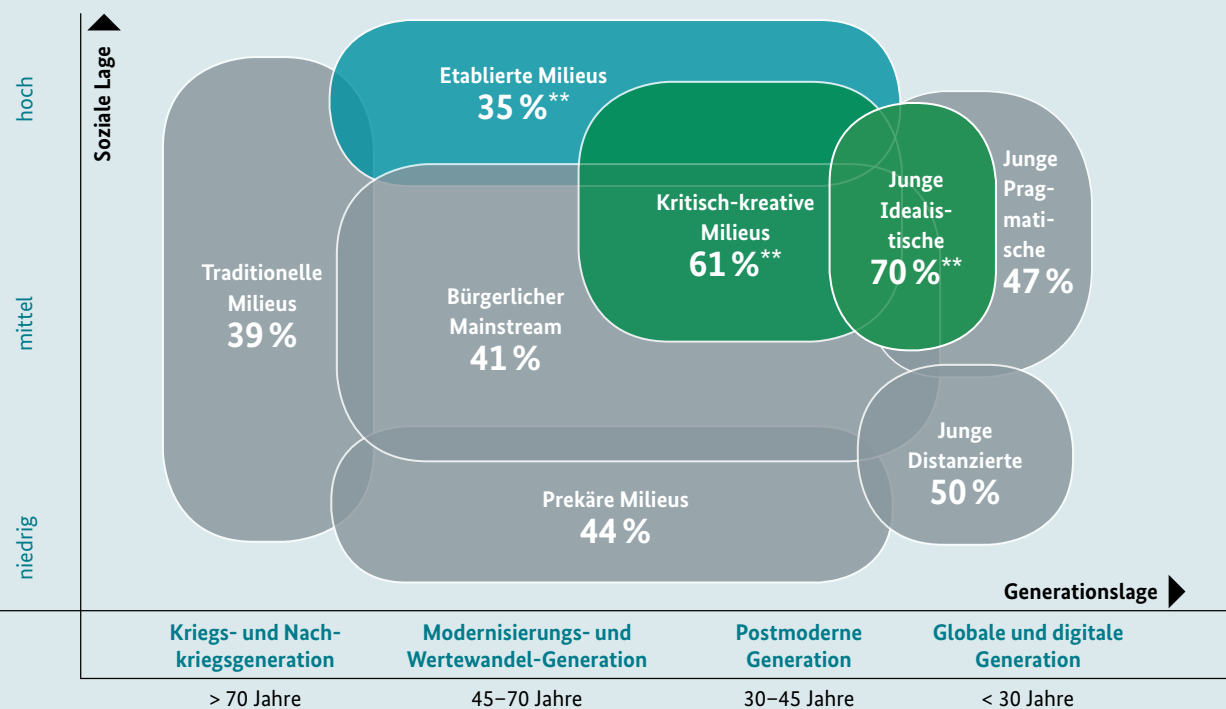 Soziale Lage
hoch
mittel
niedrig
Etablierte Milieus
35 %**
Kritisch-kreative
Milieus
61 %**
Junge
Idealis-
tische
70 %**
Junge
Prag-
mati-
sche
47 %
Traditionelle
Milieus
39 %
Bürgerlicher
Mainstream
41 %
Junge
Distanzierte
50 %
Prekäre Milieus
44 %
Generationslage
Kriegs- und Nach-
kriegsgeneration
Modernisierungs- und
Wertewandel-Generation
Postmoderne
Generation
Globale und digitale
Generation
> 70 Jahre
45–70 Jahre
30–45 Jahre
< 30 Jahre